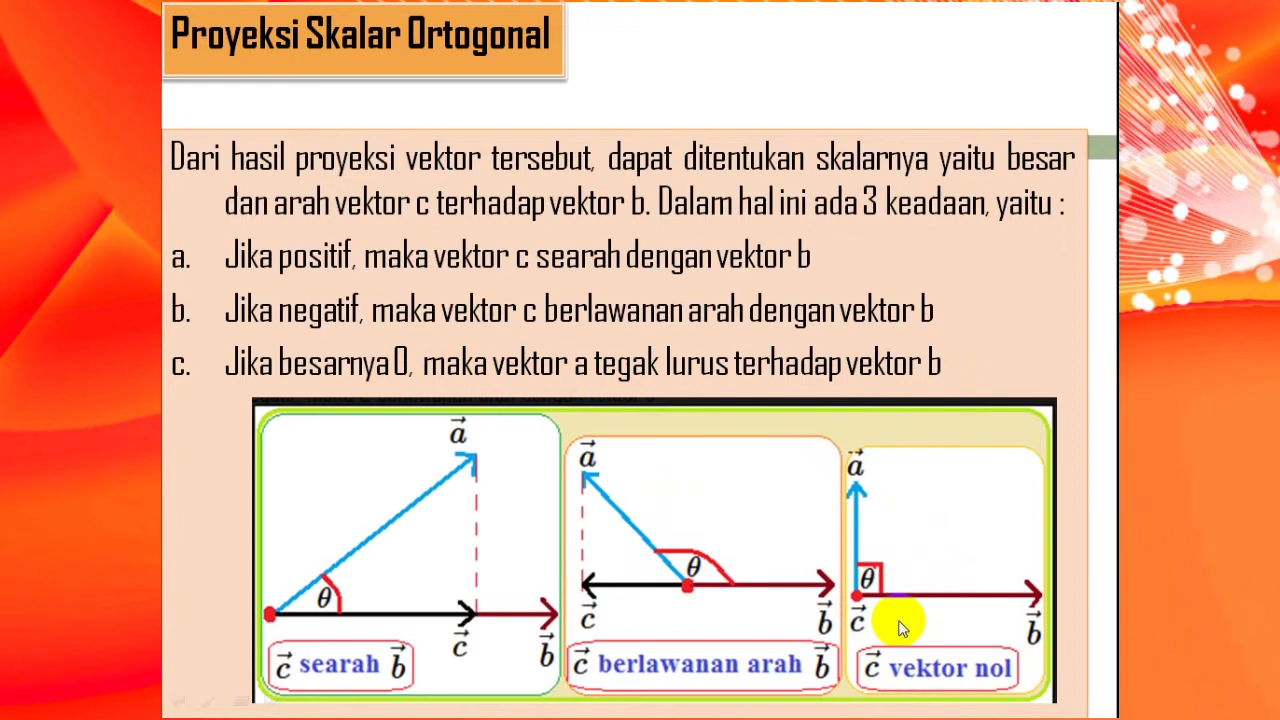 Proyeksi Skalar Ortogonal
Dari hasil proyeksi vektor tersebut, dapat ditentukan skalarnya yaitu besar
dan arah vektor c terhadap vektor b. Dalam hal ini ada 3 keadaan, yaitu :
a. Jika positif, maka vektor c searah dengan vektor b
b. Jika negatif, maka vektor c berlawanan arah dengan vektor b
c. Jika besarnya 0, maka vektor a tegak lurus terhadap vektor b
a⃗
θ
c⃗
b⃗
c⃗ searah b⃗
a⃗
θ
c⃗
b⃗
c⃗ berlawanan arah b⃗
a⃗
θ
c⃗
b⃗
c⃗ vektor nol